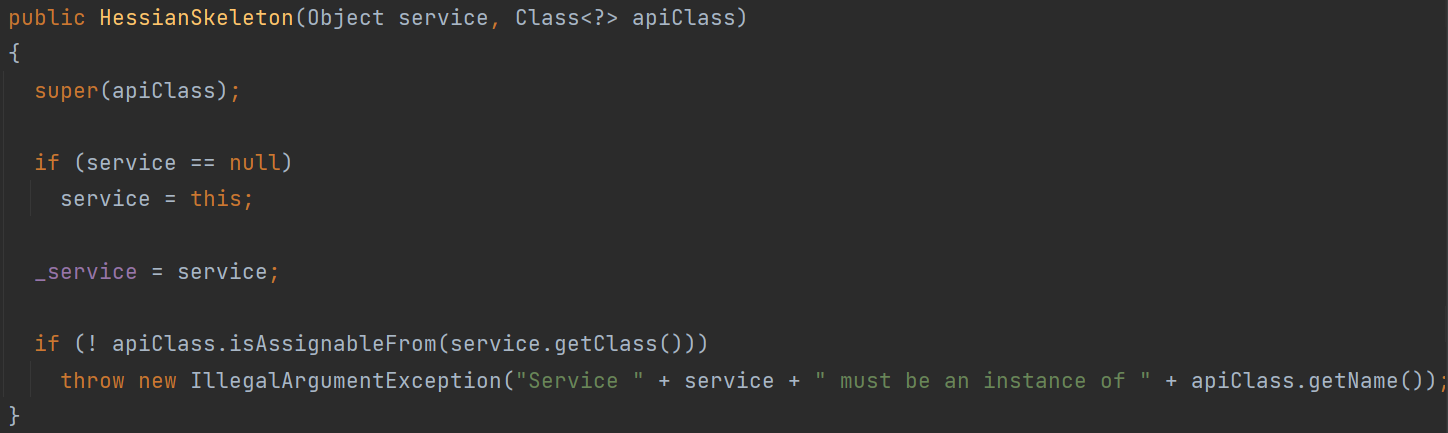 public HessianSkeleton(Object service, Class<?> apiClass)
{
  super(apiClass);

  if (service == null)
    service = this;

  _service = service;

  if (! apiClass.isAssignableFrom(service.getClass()))
    throw new IllegalArgumentException("Service " + service + " must be an instance of " + apiClass.getName());
}